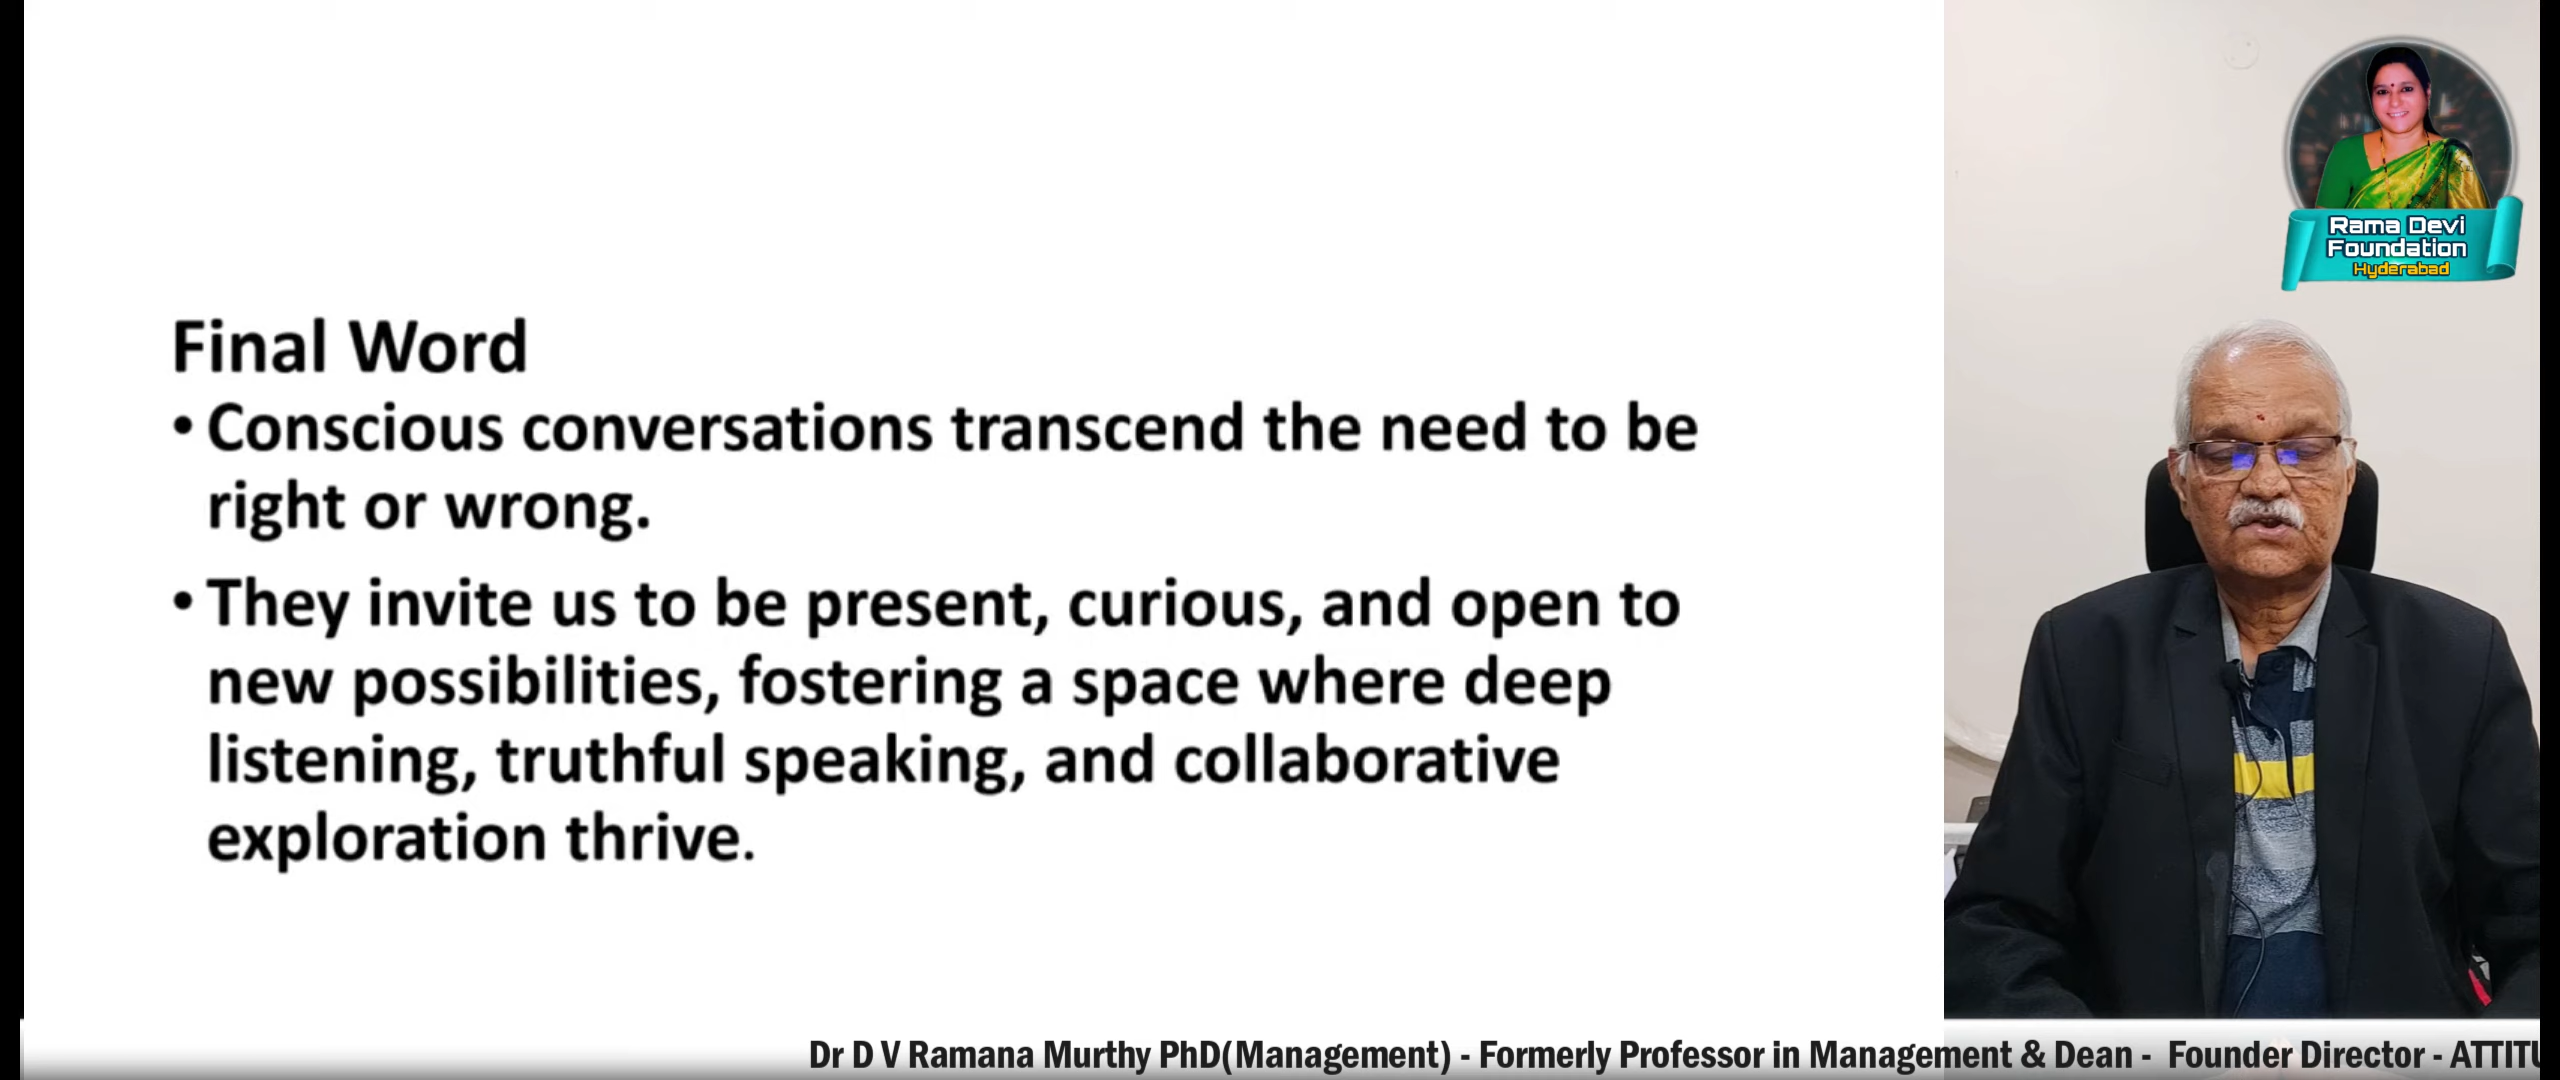 Rama Devi
Foundation
Hyderabad
Final Word
• Conscious conversations transcend the need to be
right or wrong.
• They invite us to be present, curious, and open to
new possibilities, fostering a space where deep
listening, truthful speaking, and collaborative
exploration thrive.
Dr D V Ramana Murthy PhD(Management) - Formerly Professor in Management & Dean - Founder Director -